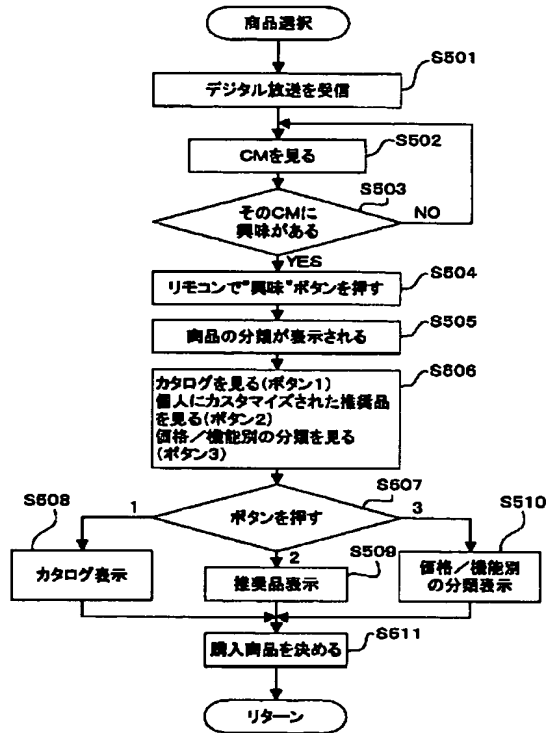 商品選択
S501
デジタル放送を受信
S502
CMを見る
S503
そのCMに
興味がある
NO
YES
S504
リモコンで"興味"ボタンを押す
S505
商品の分類が表示される
S506
カタログを見る(ボタン1)
個人にカスタマイズされた推奨品
を見る(ボタン2)
価格/機能別の分類を見る
(ボタン3)
S507
ボタンを押す
1
2
3
S508
カタログ表示
S509
推奨品表示
S510
価格/機能別
の分類表示
S511
購入商品を決める
リターン